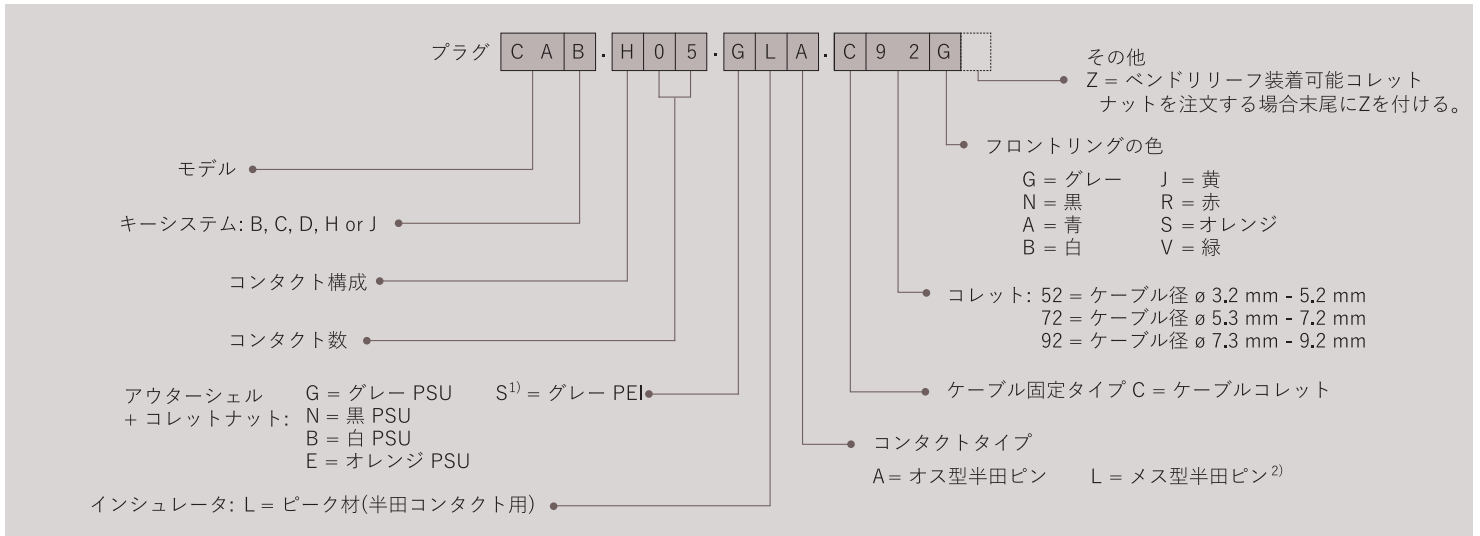 プラグ C A B . H 0 5 . G L A . C 9 2 G
その他
Z = ベンドリリーフ装着可能コレット
ナットを注文する場合末尾にZを付ける。
フロントリングの色
G = グレー J = 黄
N = 黒 R = 赤
A = 青 S = オレンジ
B = 白 V = 緑
モデル
キーシステム: B, C, D, H or J
コンタクト構成
コレット: 52 = ケーブル径 ø 3.2 mm - 5.2 mm
72 = ケーブル径 ø 5.3 mm - 7.2 mm
92 = ケーブル径 ø 7.3 mm - 9.2 mm
コンタクト数
アウターシェル G = グレー PSU S1) = グレー PEI
+ コレットナット: N = 黒 PSU
B = 白 PSU
E = オレンジ PSU
ケーブル固定タイプ C = ケーブルコレット
コンタクトタイプ
A = オス型半田ピン L = メス型半田ピン2)
インシュレータ: L = ピーク材(半田コンタクト用)